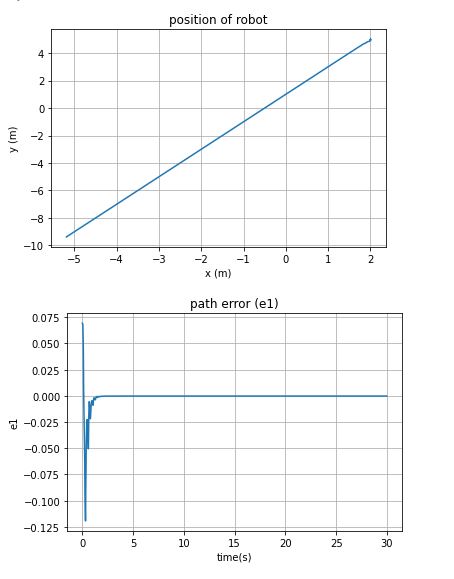 position of robot
4
2
0
−2
−4
−6
−8
−10
y (m)
−5 −4 −3 −2 −1 0 1 2
x (m)
path error (e1)
0.075
0.050
0.025
0.000
−0.025
−0.050
−0.075
−0.100
−0.125
e1
0 5 10 15 20 25 30
time(s)